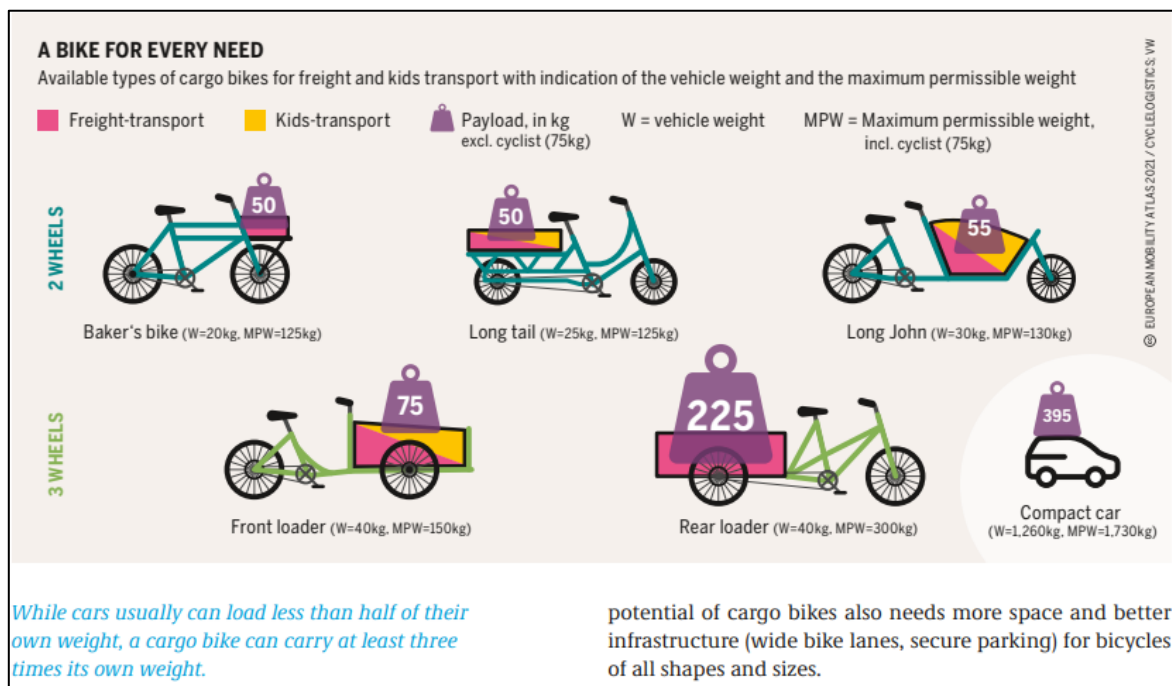 A BIKE FOR EVERY NEED
Available types of cargo bikes for freight and kids transport with indication of the vehicle weight and the maximum permissible weight
Freight-transport
Kids-transport
Payload, in kg
excl. cyclist (75kg)
W = vehicle weight
MPW = Maximum permissible weight,
incl. cyclist (75kg)
© EUROPEAN MOBILITY ATLAS 2021 / CYCLELOGISTICS; VW
2 WHEELS
50
50
55
Baker's bike (W=20kg, MPW=125kg)
Long tail (W=25kg, MPW=125kg)
Long John (W=30kg, MPW=130kg)
3 WHEELS
75
225
395
Front loader (W=40kg, MPW=150kg)
Rear loader (W=40kg, MPW=300kg)
Compact car
(W=1,260kg, MPW=1,730kg)
While cars usually can load less than half of their
own weight, a cargo bike can carry at least three
times its own weight.
potential of cargo bikes also needs more space and better
infrastructure (wide bike lanes, secure parking) for bicycles
of all shapes and sizes.